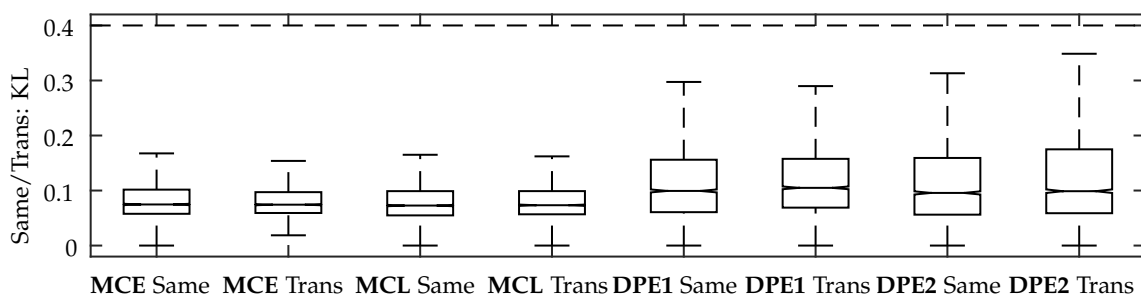 0.4
0.3
0.2
0.1
0
Same/Trans: KL
MCE Same MCE Trans MCL Same MCL Trans DPE1 Same DPE1 Trans DPE2 Same DPE2 Trans